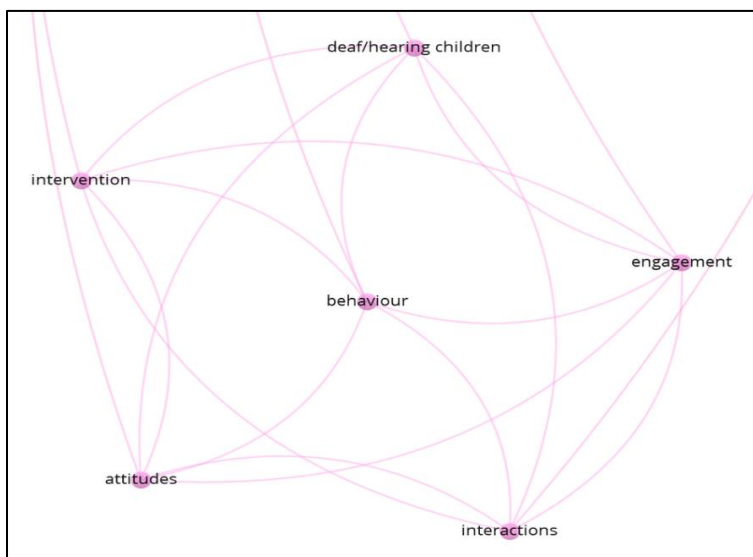 deaf/hearing children
intervention
engagement
behaviour
attitudes
interactions